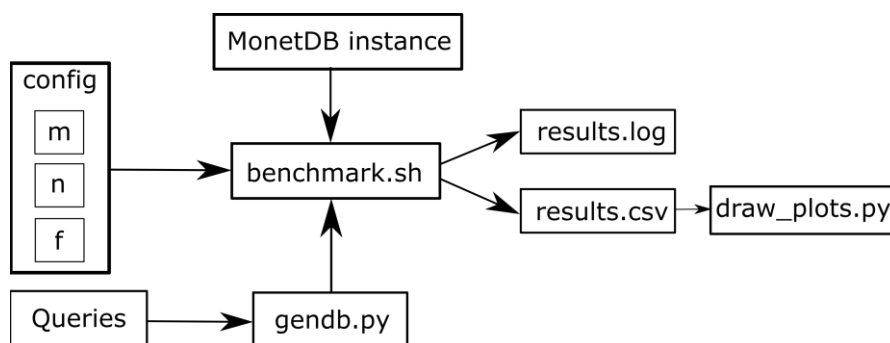 MonetDB instance
config
m
n
f
benchmark.sh
results.log
results.csv
draw_plots.py
Queries
gendb.py